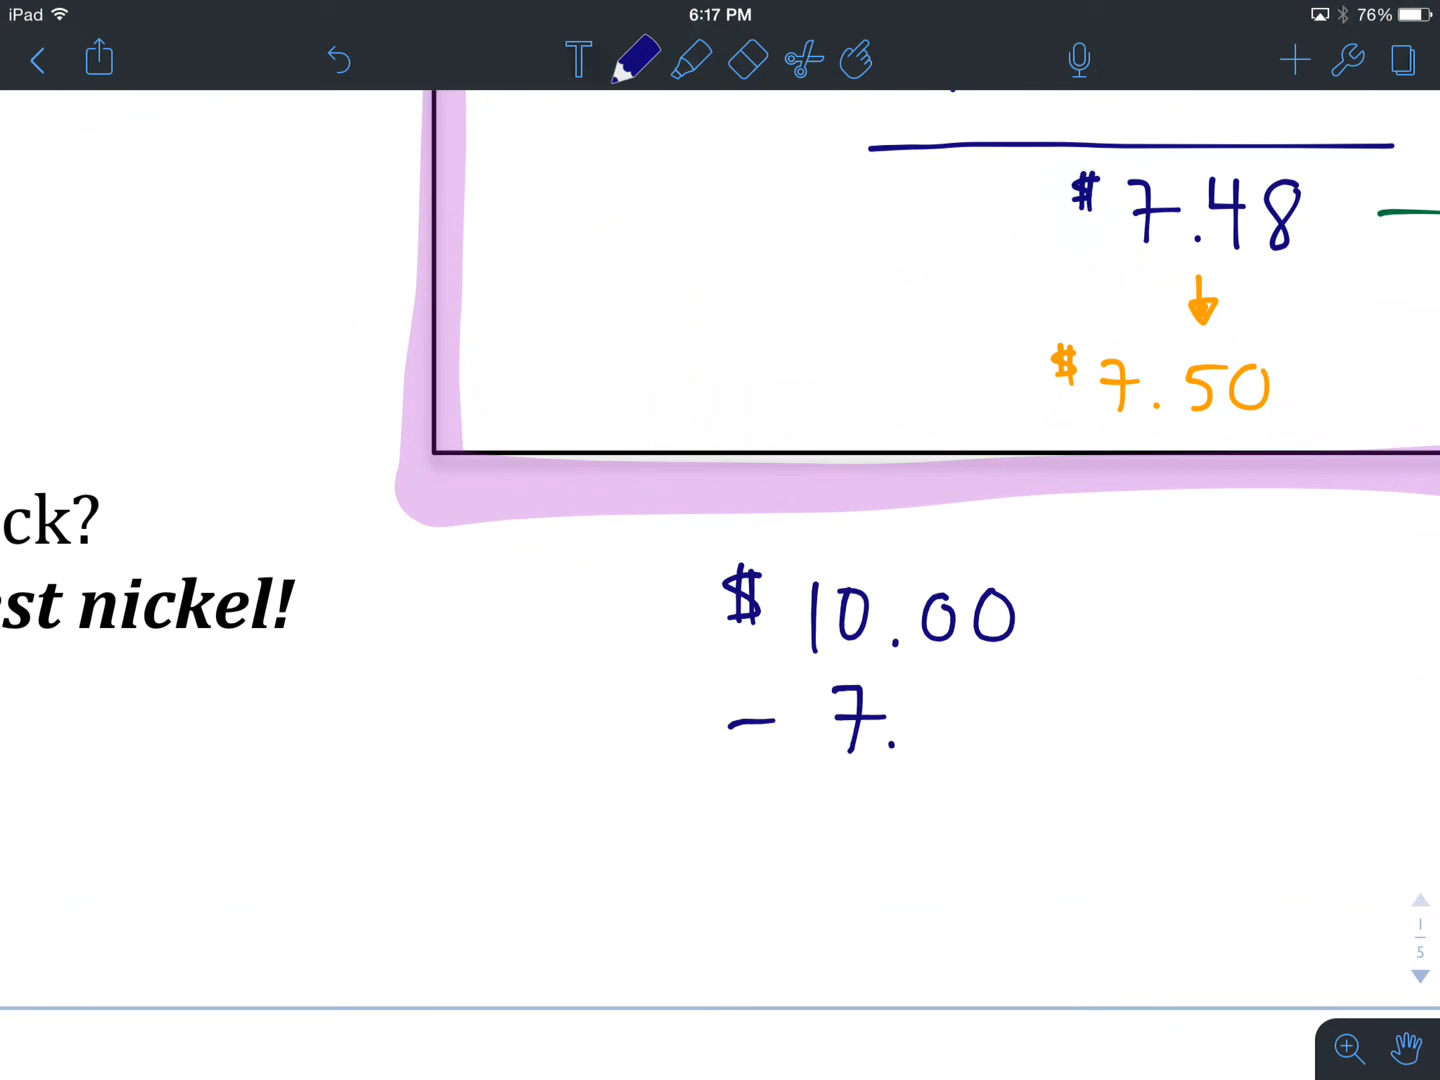 iPad 6:17 PM 76%
T
$ 7.48
$ 7.50
ck?
st nickel!
$ 10.00
- 7.
1
5